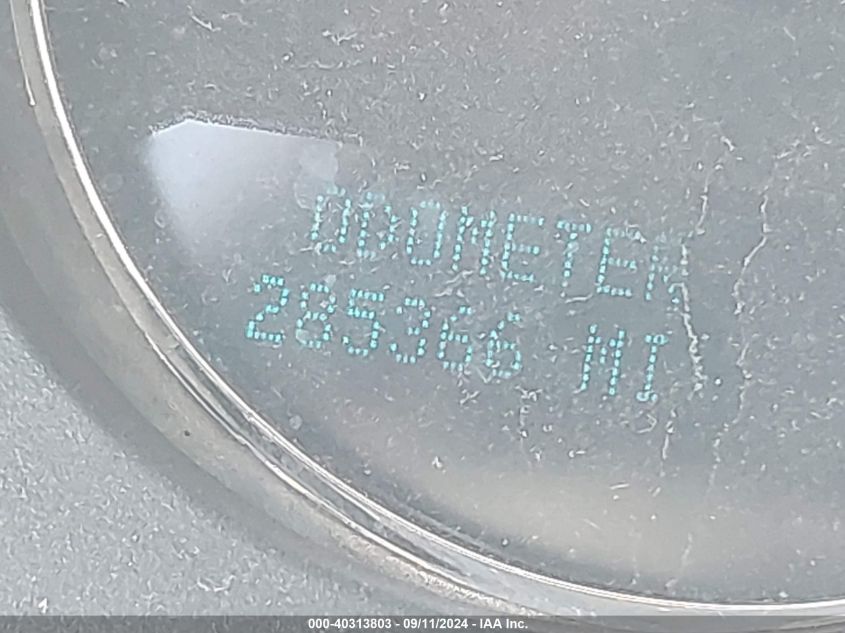 ODOMETER
285366 MI
000-40313803 - 09/11/2024 - IAA Inc.